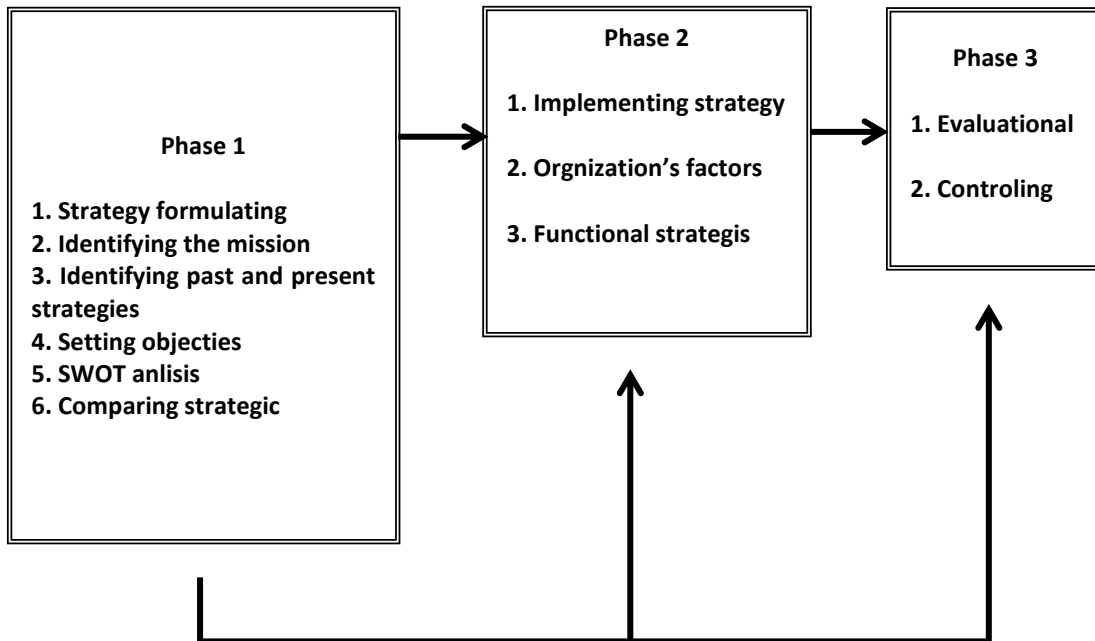 Phase 1
1. Strategy formulating
2. Identifying the mission
3. Identifying past and present
strategies
4. Setting objecties
5. SWOT anlisis
6. Comparing strategic
Phase 2
1. Implementing strategy
2. Orgnization’s factors
3. Functional strategis
Phase 3
1. Evaluational
2. Controling